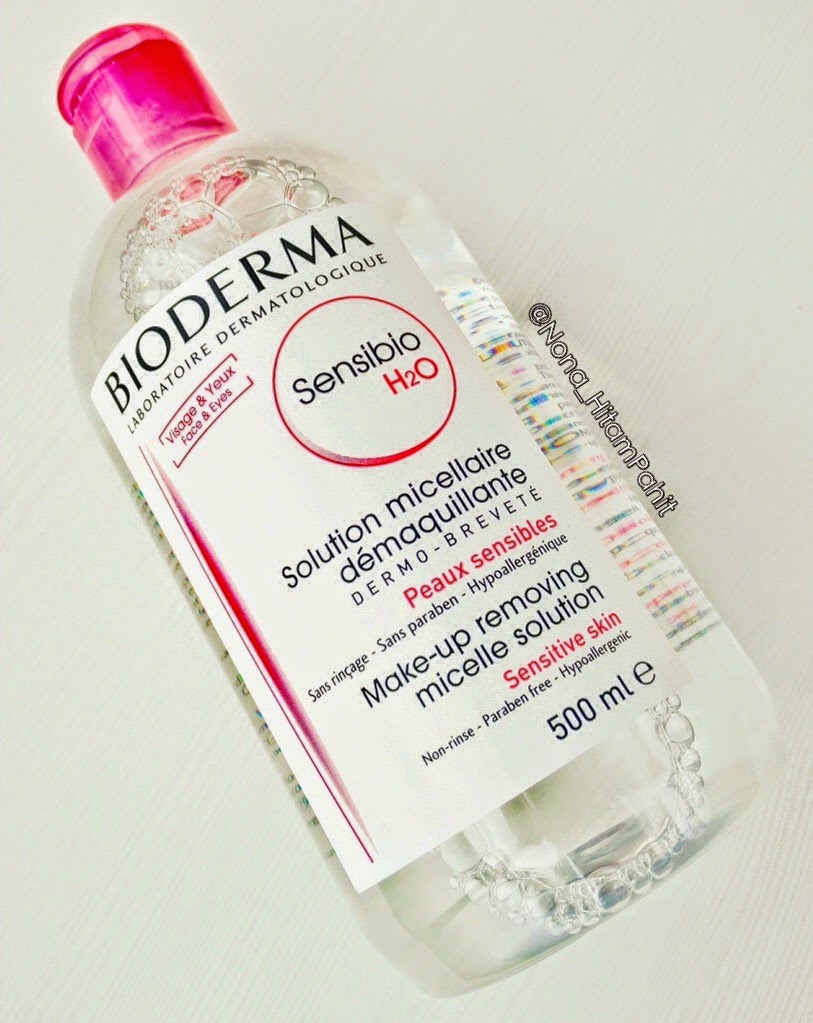 BIODERMA
LABORATOIRE DERMATOLOGIQUE
Visage & Yeux
Face & Eyes
Sensibio
H2O
Solution micellaire
démaquillante
DERMO-BREVETÉ
Peaux sensibles
Sans rinçage - Sans paraben - Hypoallergénique
Make-up removing
micelle solution
Sensitive skin
Non-rinse - Paraben free - Hypoallergenic
500 ml ℮
@Nona_HitamPahit